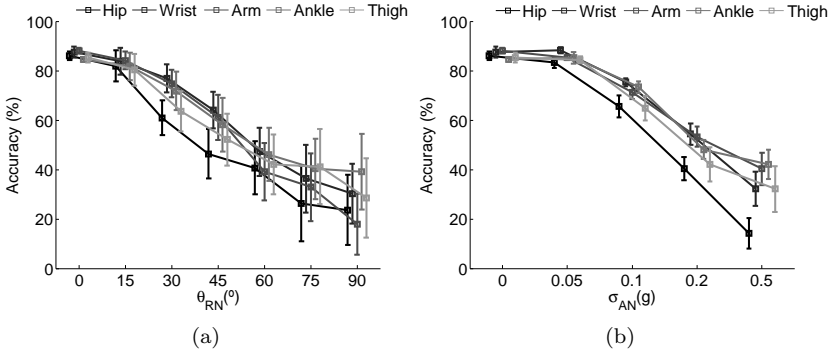 Hip Wrist Arm Ankle Thigh
100
80
60
40
20
0
Accuracy (%)
0 15 30 45 60 75 90
θRN(º)
(a)
Hip Wrist Arm Ankle Thigh
100
80
60
40
20
0
Accuracy (%)
0 0.05 0.1 0.2 0.5
σAN(g)
(b)